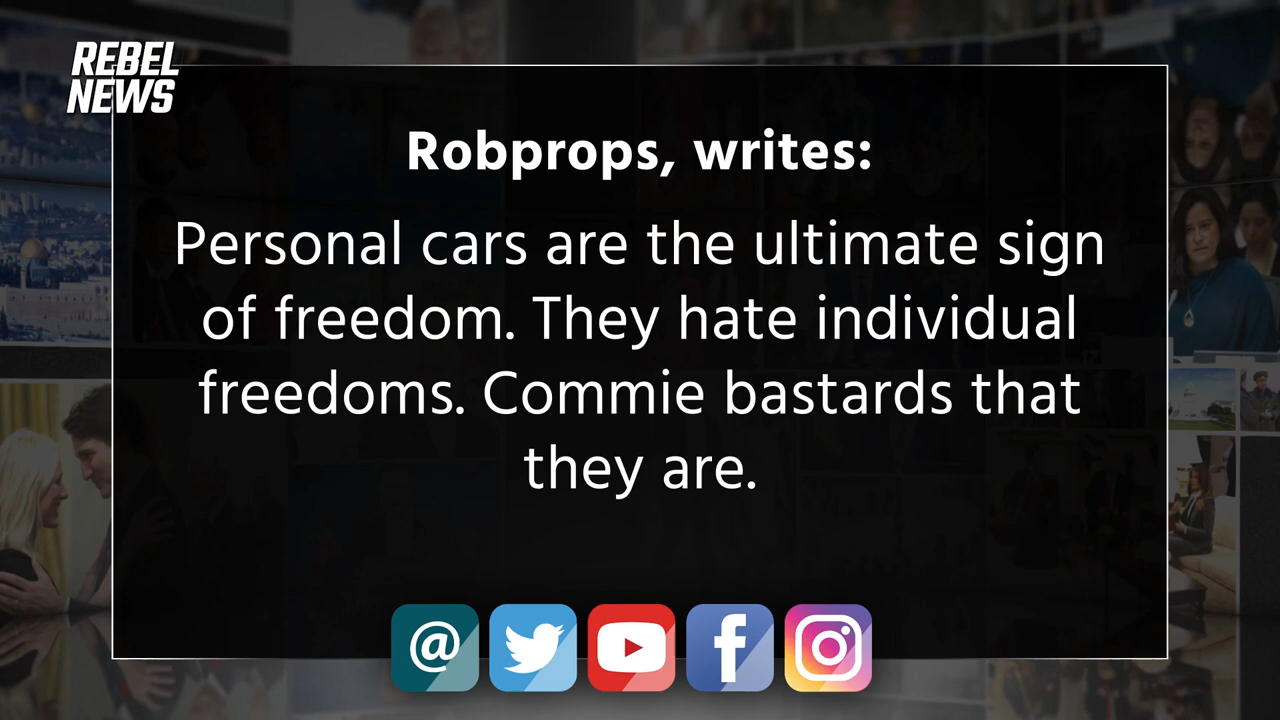 REBEL
NEWS
Robprops, writes:
Personal cars are the ultimate sign
of freedom. They hate individual
freedoms. Commie bastards that
they are.
@